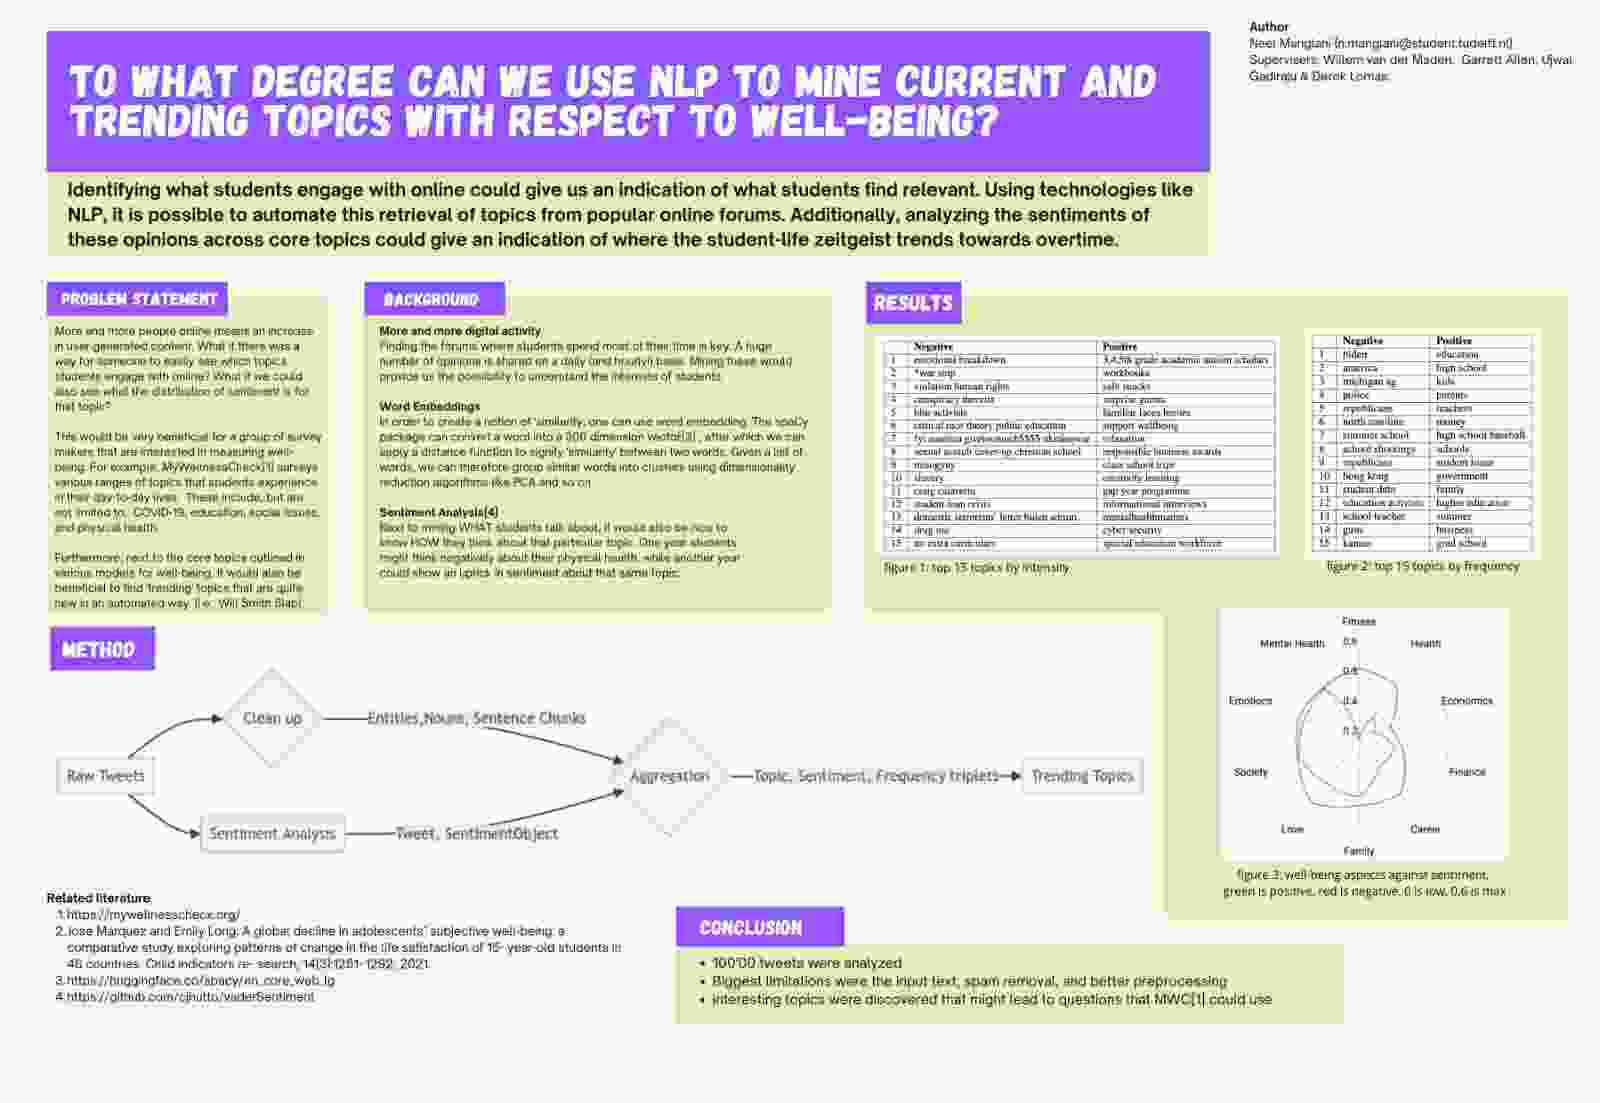 Author
Neel Mangiani (n.mangiani@student.tudelft.nl)
Supervisers: Willem van der Maden, Garrett Allen, Ujwal
Gadiraju & Derek Lomas.
TO WHAT DEGREE CAN WE USE NLP TO MINE CURRENT AND
TRENDING TOPICS WITH RESPECT TO WELL-BEING?
Identifying what students engage with online could give us an indication of what students find relevant. Using technologies like
NLP, it is possible to automate this retrieval of topics from popular online forums. Additionally, analyzing the sentiments of
these opinions across core topics could give an indication of where the student-life zeitgeist trends towards overtime.
PROBLEM STATEMENT
More and more people online means an increase
in user-generated content. What if there was a
way for someone to easily see which topics
students engage with online? What if we could
also see what the distribution of sentiment is for
that topic?
This would be very beneficial for a group of survey
makers that are interested in measuring well-
being. For example, MyWellnessCheck[1] surveys
various ranges of topics that students experience
in their day-to-day lives. These include, but are
not limited to, COVID-19, education, social issues,
and physical health.
Furthermore, next to the core topics outlined in
various models for well-being, it would also be
beneficial to find 'trending' topics that are quite
new in an automated way. (i.e. Will Smith Slap)
BACKGROUND
More and more digital activity
Finding the forums where students spend most of their time is key. A huge
number of opinions is shared on a daily (and hourly) basis. Mining these would
provide us the possibility to understand the interests of students.
Word Embeddings
In order to create a notion of 'similarity', one can use word embedding. The spaCy
package can convert a word into a 300 dimension vector[3], after which we can
apply a distance function to signify 'similarity' between two words. Given a list of
words, we can therefore group similar words into clusters using dimensionality
reduction algorithms like PCA and so on
Sentiment Analysis[4]
Next to mining WHAT students talk about, it would also be nice to
know HOW they think about that particular topic. One year students
might think negatively about their physical health, while another year
could show an uptick in sentiment about that same topic.
RESULTS
Negative Positive
1 emotional breakdown 3,4,5th grade academic autism scholars
2 *war stop workbooks
3 violation human rights safe snacks
4 conspiracy theorists surprise guests
5 blm activists familiar faces
6 critical race theory public education support wellbeing
7 fyi relaxation
8 sexual assault cover-up christian school responsible business awards
9 misogyny class school trips
10 slavery creativity learning
11 craig gap year programme
12 student loan crisis informational interviews
13 domestic terrorists' letter biden admin mentalhealthmatters
14 drug use cyber security
15 no extra curriculars special education workforce
figure 1: top 15 topics by intensity
Negative Positive
1 biden education
2 america high school
3 michigan ag kids
4 police parents
5 republicans teachers
6 north carolina money
7 summer school high school baseball
8 school shootings schools
9 republicans student loans
10 hong kong government
11 student debt family
12 education activists higher education
13 school teacher summer
14 guns business
15 kansas grad school
figure 2: top 15 topics by frequency
METHOD
Raw Tweets
Clean up
Entities,Nouns, Sentence Chunks
Sentiment Analysis
Tweet, SentimentObject
Aggregation
Topic, Sentiment, Frequency triplets
Trending Topics
Fitness
Mental Health
0.8
Health
0.6
Emotions
0.4
Economics
0.2
Society
Finance
Love
Career
Family
figure 3: well-being aspects against sentiment,
green is positive, red is negative, 0 is low, 0.6 is max
Related literature
1. https://mywellnesscheck.org/
2. Jose Marquez and Emily Long. A global decline in adolescents' subjective well-being: a
comparative study exploring patterns of change in the life satisfaction of 15- year-old students in
46 countries. Child indicators re- search, 14(3):1251–1292, 2021.
3. https://huggingface.co/spacy/en_core_web_lg
4. https://github.com/cjhutto/vaderSentiment
CONCLUSION
• 100'00 tweets were analyzed
• Biggest limitations were the input text; spam removal, and better preprocessing
• interesting topics were discovered that might lead to questions that MWC[1] could use